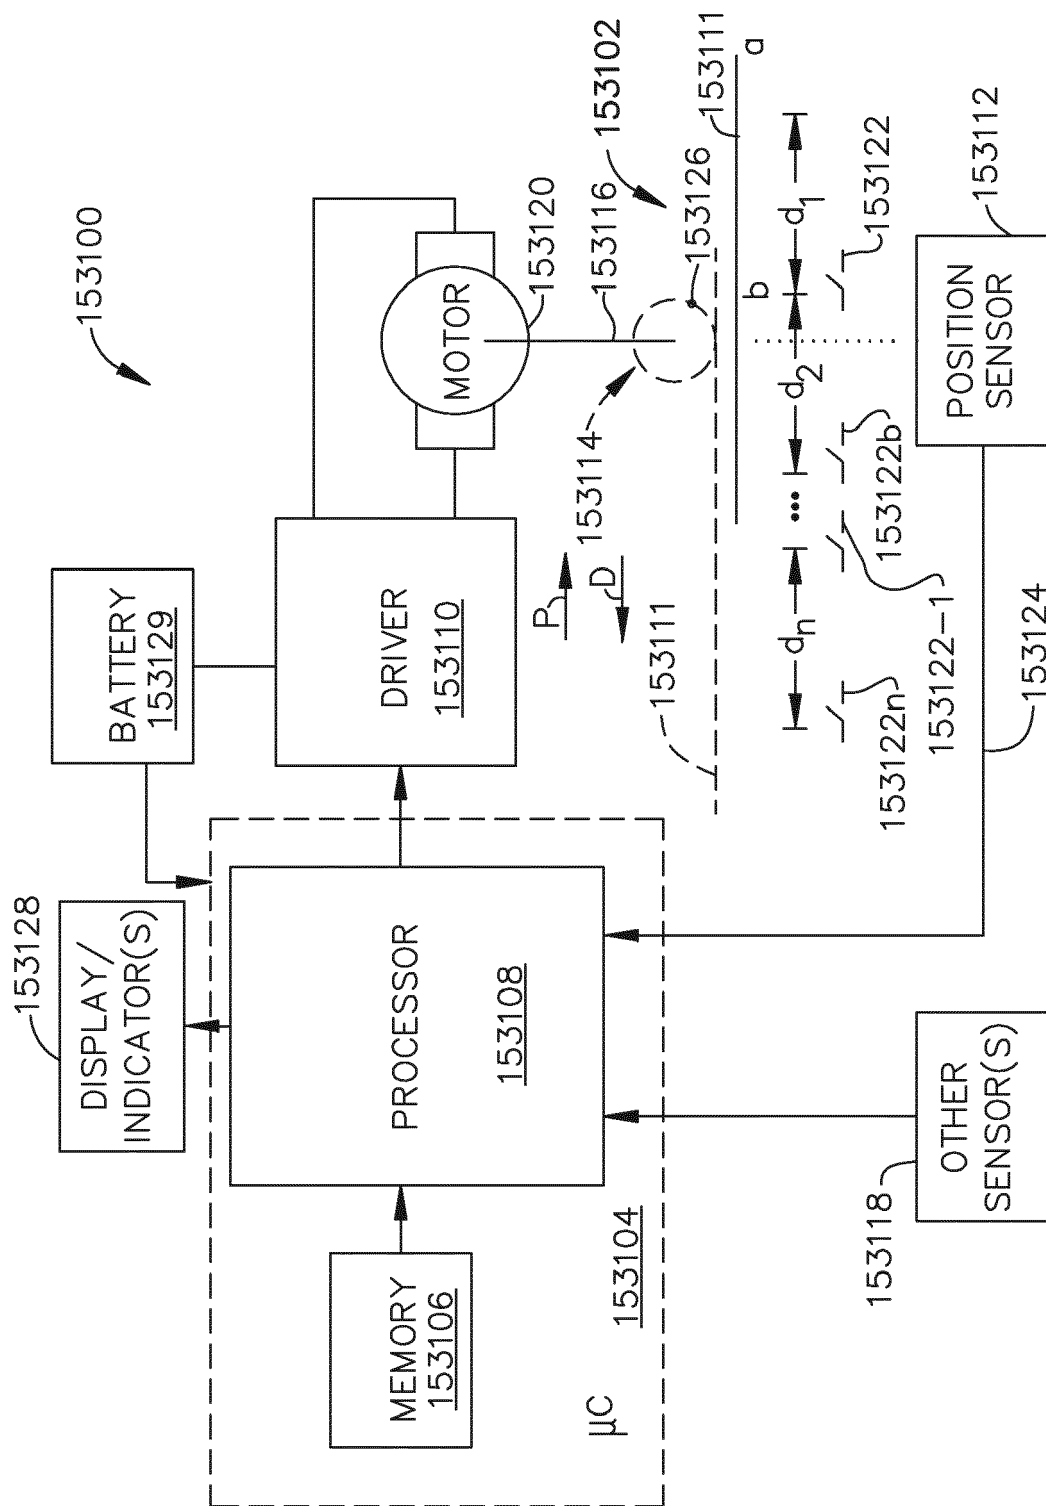 153100
BATTERY
153129
153128
DISPLAY/
INDICATOR(S)
MEMORY
153106
PROCESSOR
153108
DRIVER
153110
MOTOR
153120
153116
153102
153126
153114
P
D
µC
153104
153111
153111
a
b
d1
d2
dn
153122
153122b
153122-1
153122n
153124
153112
POSITION
SENSOR
153118
OTHER
SENSOR(S)